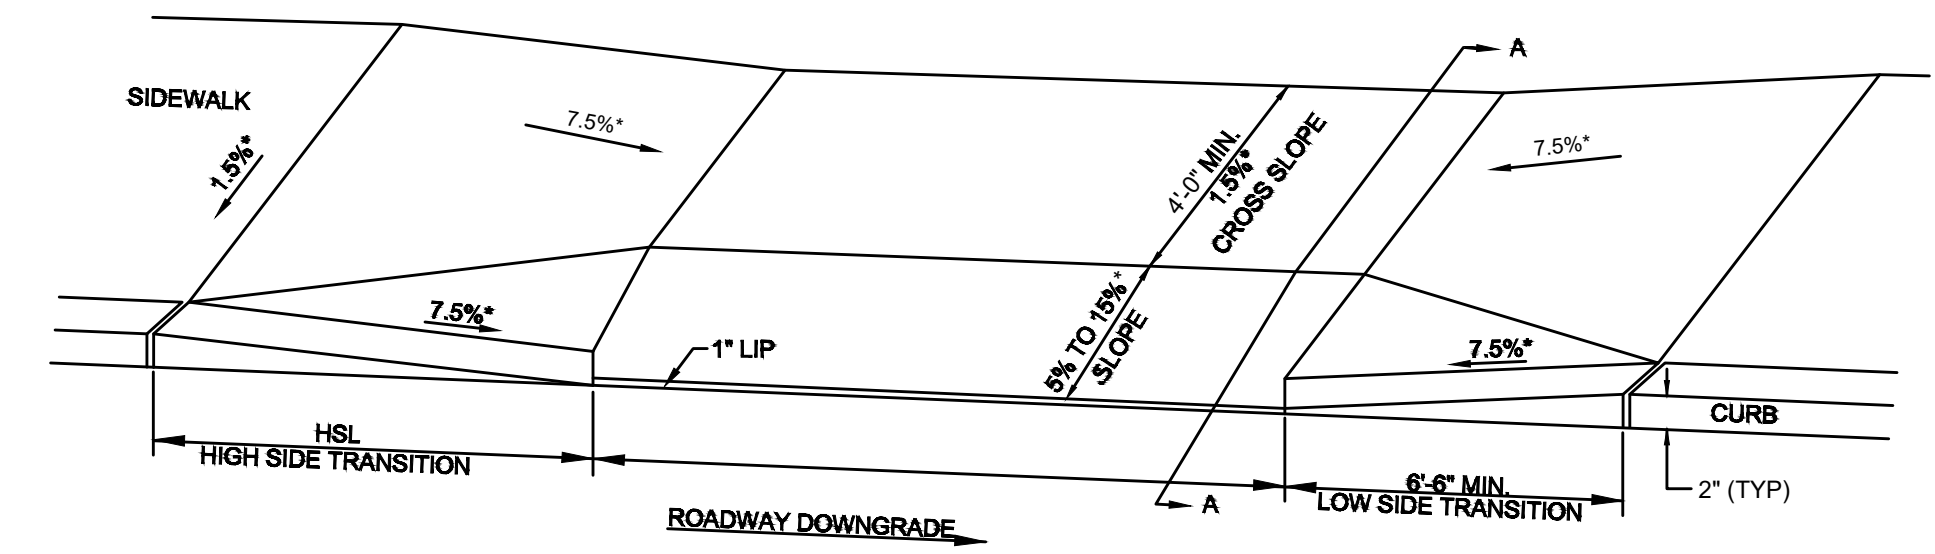 SIDEWALK
1.5%*
7.5%*
A
4'-0" MIN.
1.5%*
CROSS SLOPE
7.5%*
7.5%*
1" LIP
5% TO 15%*
SLOPE
7.5%*
CURB
HSL
HIGH SIDE TRANSITION
A
6'-6" MIN.
LOW SIDE TRANSITION
2" (TYP)
ROADWAY DOWNGRADE